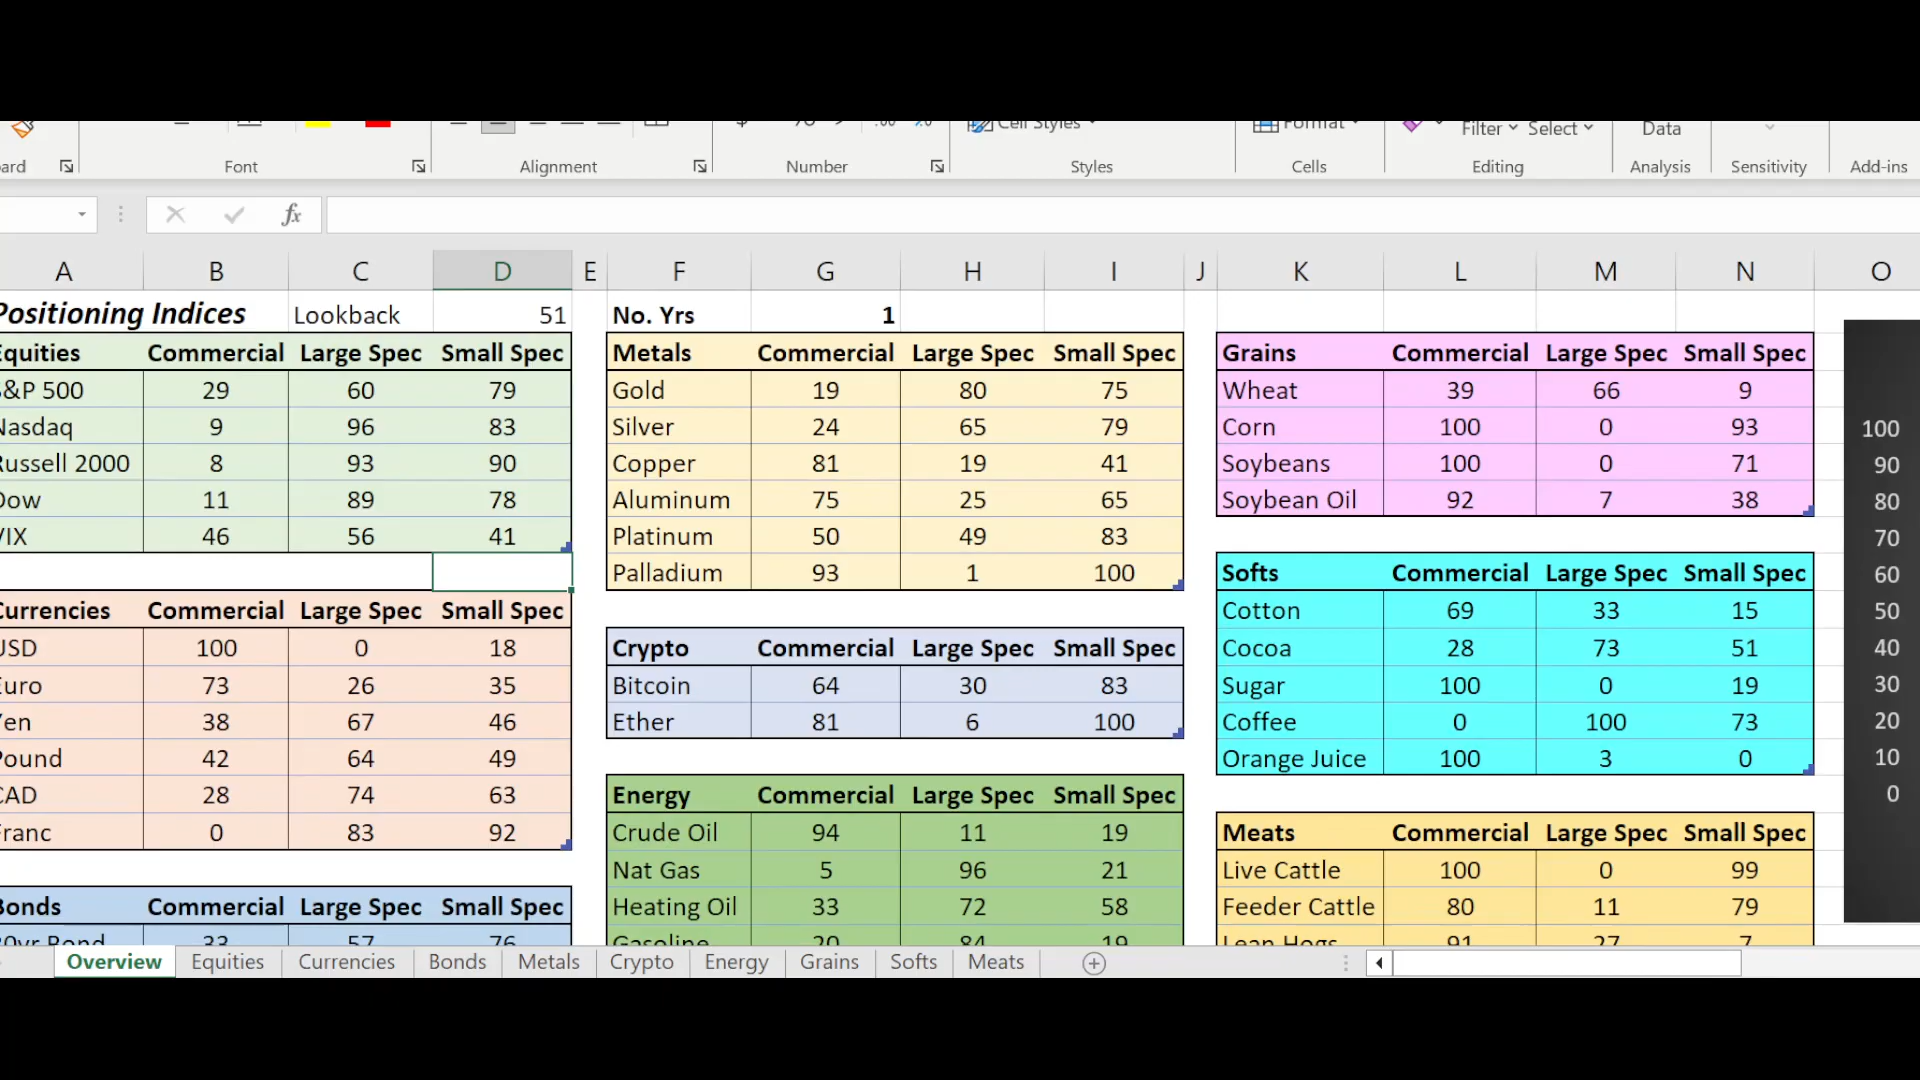 ard Font Alignment Number Cell Styles Styles Format Cells Filter Select Editing Data Analysis Sensitivity Add-ins
fx
A B C D E F G H I J K L M N O
Positioning Indices Lookback 51 No. Yrs 1
Equities Commercial Large Spec Small Spec
S&P 500 29 60 79
Nasdaq 9 96 83
Russell 2000 8 93 90
Dow 11 89 78
VIX 46 56 41
Currencies Commercial Large Spec Small Spec
USD 100 0 18
Euro 73 26 35
Yen 38 67 46
Pound 42 64 49
CAD 28 74 63
Franc 0 83 92
Bonds Commercial Large Spec Small Spec
30yr Bond 33 57 76
Metals Commercial Large Spec Small Spec
Gold 19 80 75
Silver 24 65 79
Copper 81 19 41
Aluminum 75 25 65
Platinum 50 49 83
Palladium 93 1 100
Crypto Commercial Large Spec Small Spec
Bitcoin 64 30 83
Ether 81 6 100
Energy Commercial Large Spec Small Spec
Crude Oil 94 11 19
Nat Gas 5 96 21
Heating Oil 33 72 58
Gasoline 20 84 19
Grains Commercial Large Spec Small Spec
Wheat 39 66 9
Corn 100 0 93
Soybeans 100 0 71
Soybean Oil 92 7 38
Softs Commercial Large Spec Small Spec
Cotton 69 33 15
Cocoa 28 73 51
Sugar 100 0 19
Coffee 0 100 73
Orange Juice 100 3 0
Meats Commercial Large Spec Small Spec
Live Cattle 100 0 99
Feeder Cattle 80 11 79
Lean Hogs 91 27 7
100
90
80
70
60
50
40
30
20
10
0
Overview Equities Currencies Bonds Metals Crypto Energy Grains Softs Meats